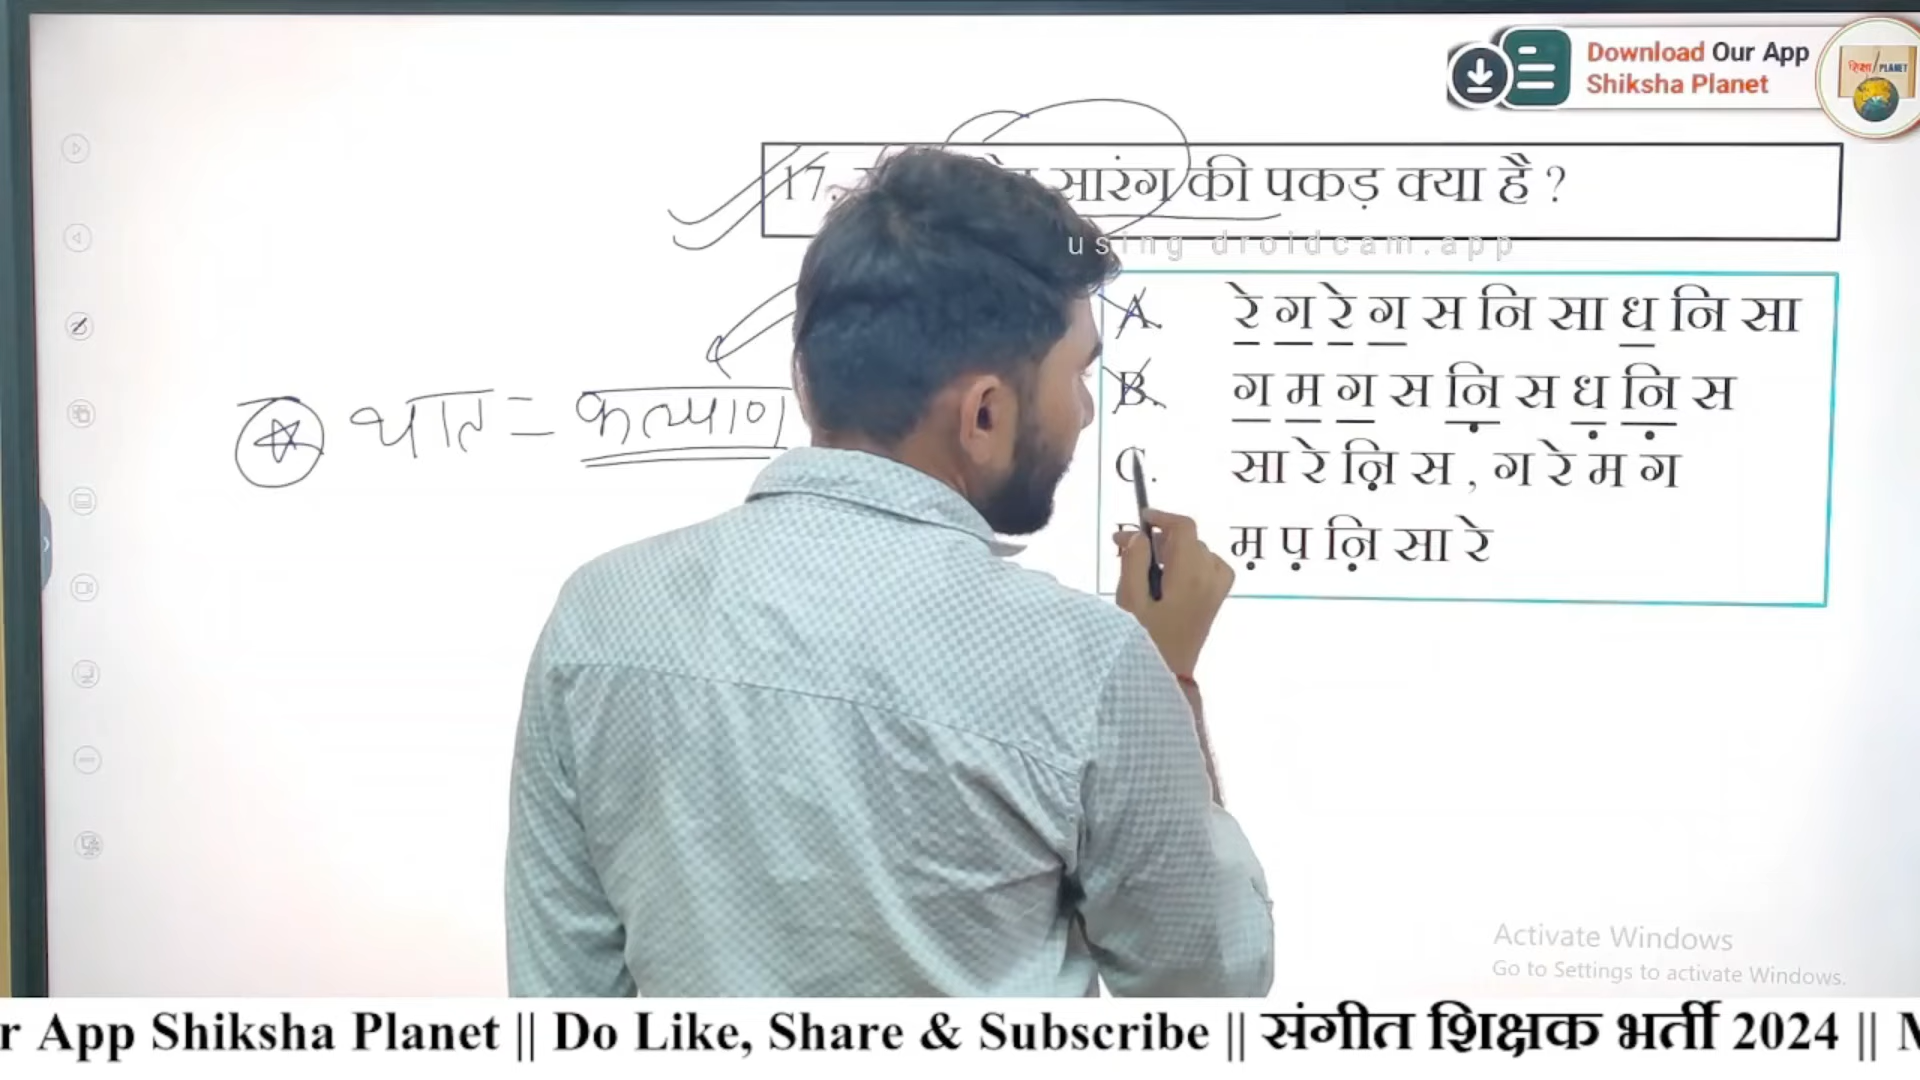 Download Our App
Shiksha Planet
PLANET
17. सारंग की पकड़ क्या है ?
using droidcam.app
A. रे ग रे ग स नि सा ध नि सा
B. ग म ग स नि स ध नि स
थात = कल्याण
C. सा रे नि़ स , ग रे म ग
म़ प़ नि़ सा रे
Activate Windows
Go to Settings to activate Windows.
r App Shiksha Planet || Do Like, Share & Subscribe || संगीत शिक्षक भर्ती 2024 ||